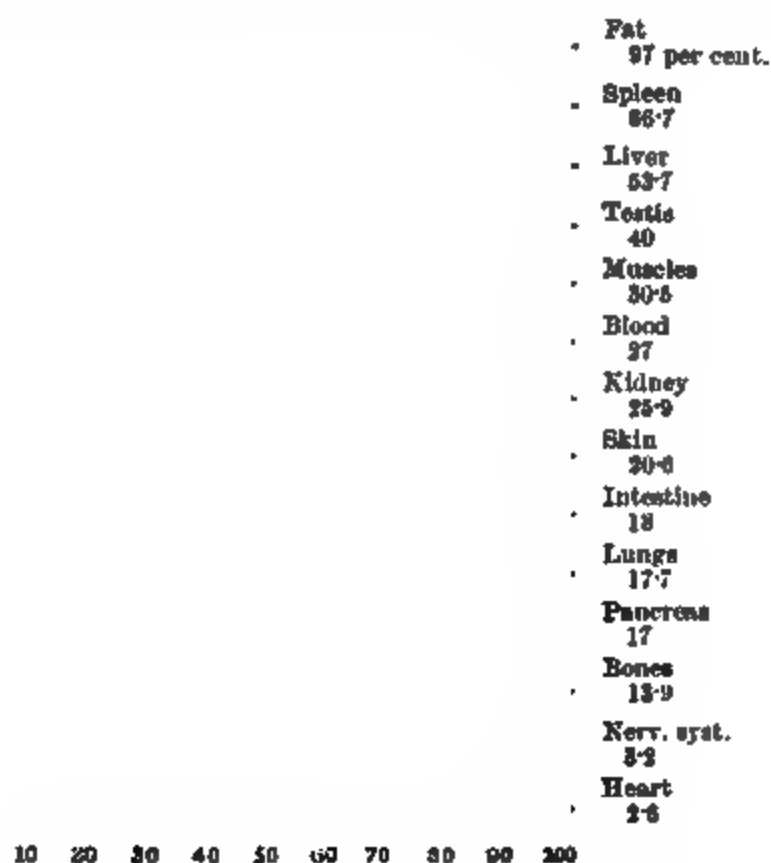 Fat
97 per cent.
Spleen
66·7
Liver
53·7
Testis
40
Muscles
30·5
Blood
27
Kidney
25·9
Skin
20·6
Intestine
18
Lungs
17·7
Pancreas
17
Bones
13·9
Nerv. syst.
3·2
Heart
2·6
10 20 30 40 50 60 70 80 90 100